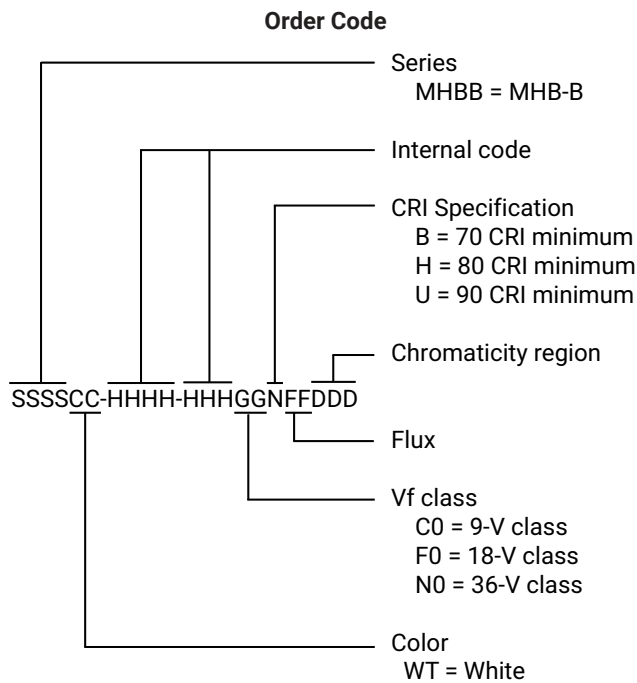 Order Code
Series
MHBB = MHB-B
Internal code
CRI Specification
B = 70 CRI minimum
H = 80 CRI minimum
U = 90 CRI minimum
Chromaticity region
SSSSCC-HHHH-HHHGGNFFDDD
Flux
Vf class
C0 = 9-V class
F0 = 18-V class
N0 = 36-V class
Color
WT = White